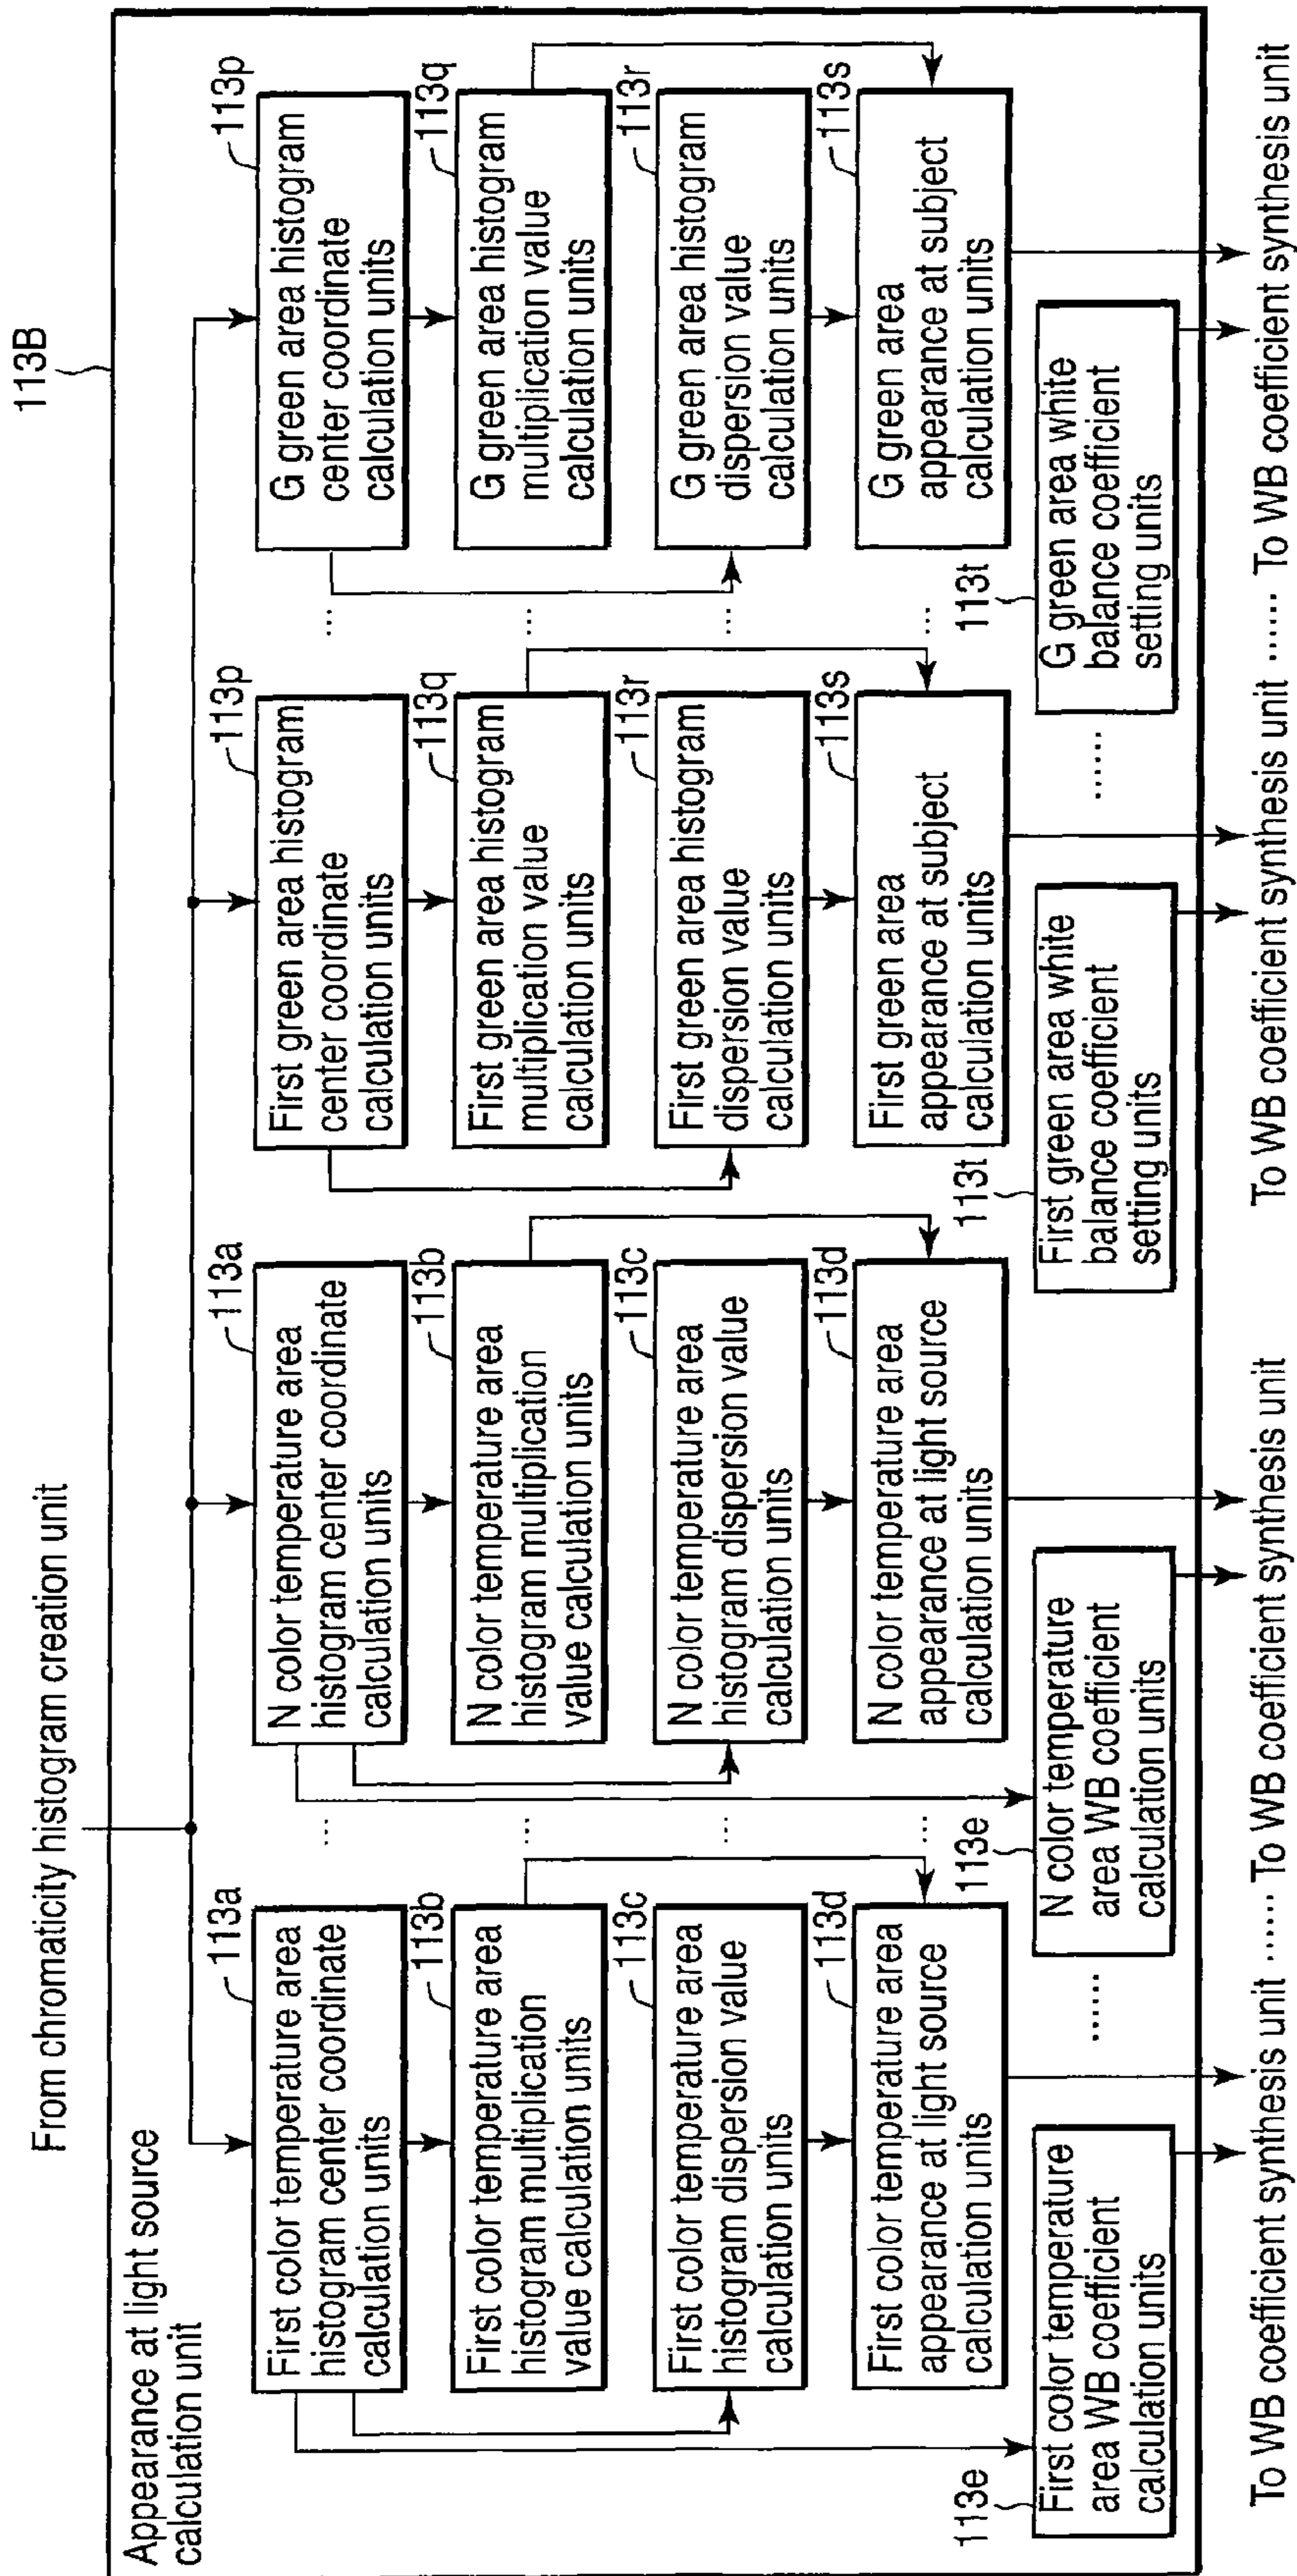 113B
From chromaticity histogram creation unit
Appearance at light source
calculation unit
113a
First color temperature area
histogram center coordinate
calculation units
113b
First color temperature area
histogram multiplication
value calculation units
113c
First color temperature area
histogram dispersion value
calculation units
113d
First color temperature area
appearance at light source
calculation units
113e
First color temperature
area WB coefficient
calculation units
...
...
...
...
......
113a
N color temperature area
histogram center coordinate
calculation units
113b
N color temperature area
histogram multiplication
value calculation units
113c
N color temperature area
histogram dispersion value
calculation units
113d
N color temperature area
appearance at light source
calculation units
113e
N color temperature
area WB coefficient
calculation units
113p
First green area histogram
center coordinate
calculation units
113q
First green area histogram
multiplication value
calculation units
113r
First green area histogram
dispersion value
calculation units
113s
First green area
appearance at subject
calculation units
113t
First green area white
balance coefficient
setting units
...
...
...
...
......
113p
G green area histogram
center coordinate
calculation units
113q
G green area histogram
multiplication value
calculation units
113r
G green area histogram
dispersion value
calculation units
113s
G green area
appearance at subject
calculation units
113t
G green area white
balance coefficient
setting units
To WB coefficient synthesis unit ...... To WB coefficient synthesis unit
To WB coefficient synthesis unit ...... To WB coefficient synthesis unit